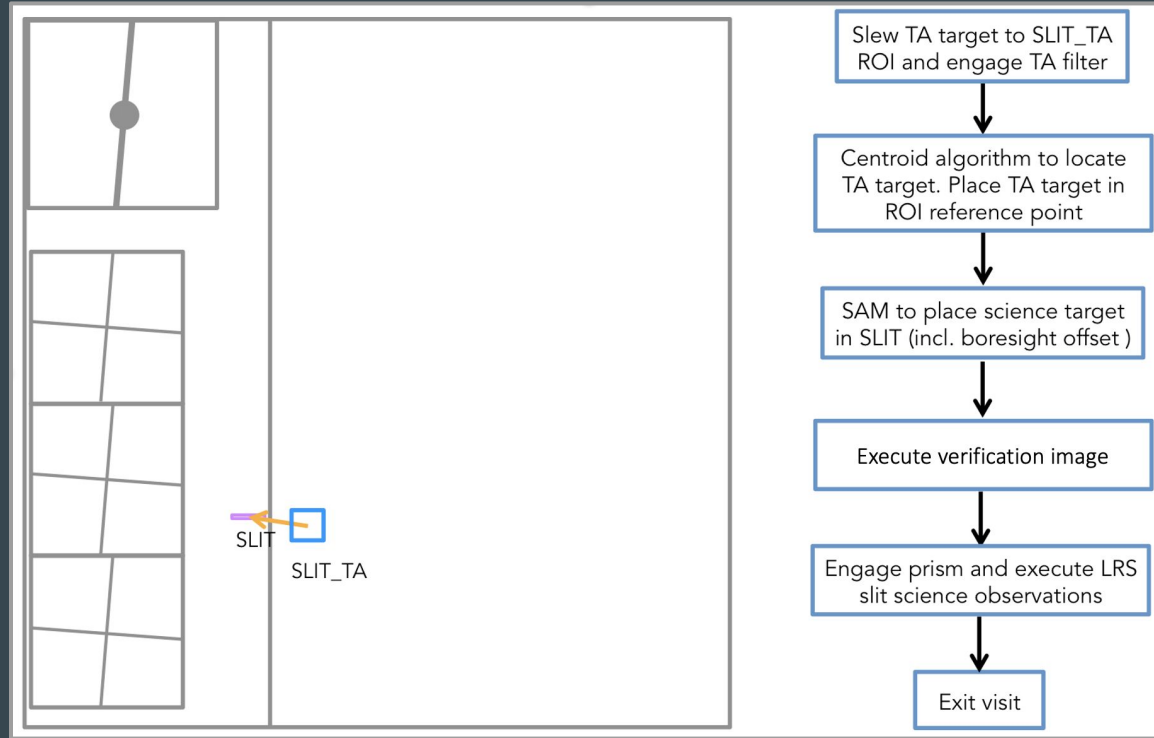 Slew TA target to SLIT_TA
ROI and engage TA filter
Centroid algorithm to locate
TA target. Place TA target in
ROI reference point
SAM to place science target
in SLIT (incl. boresight offset )
Execute verification image
Engage prism and execute LRS
slit science observations
Exit visit
SLIT
SLIT_TA